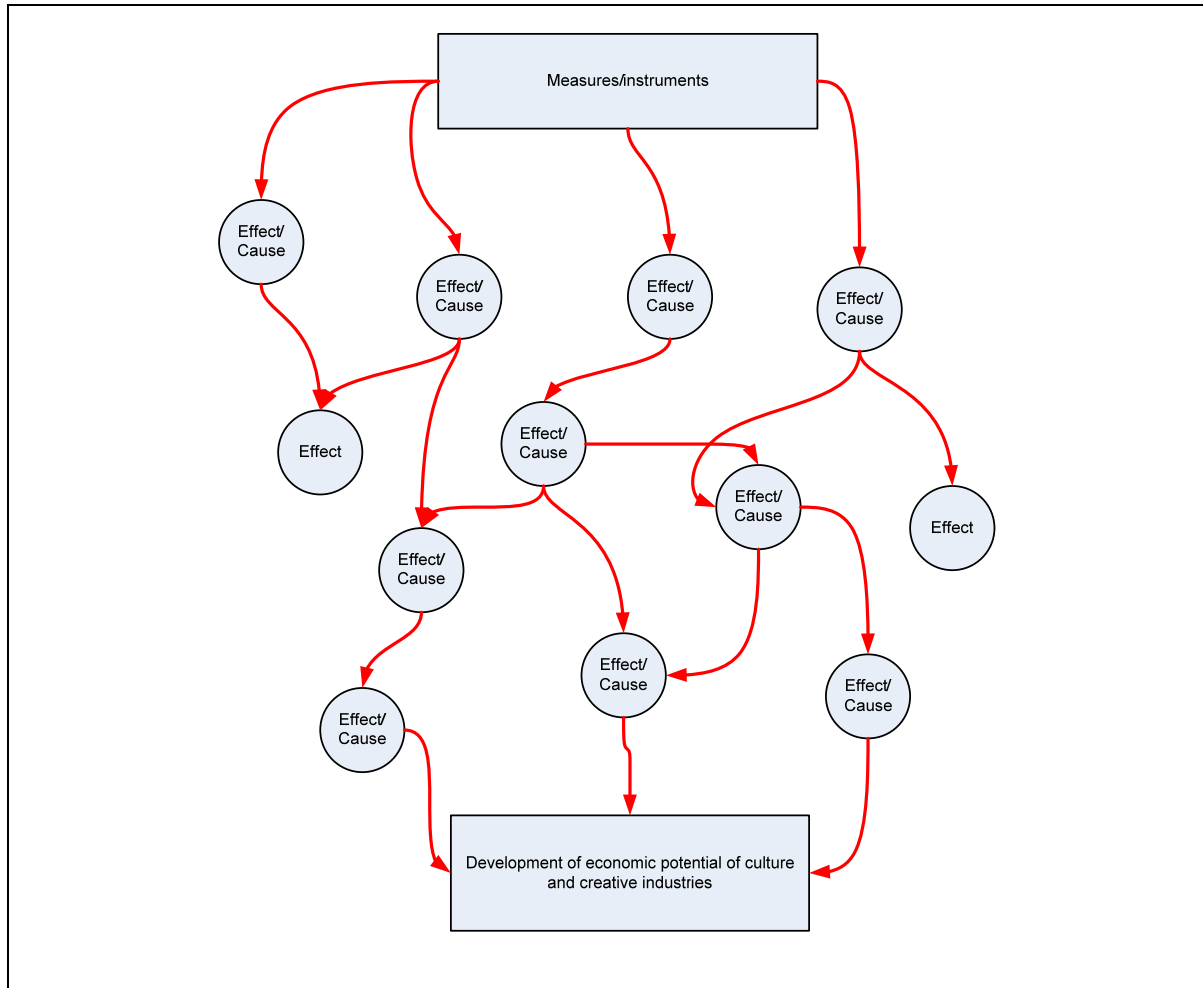 Measures/instruments
Effect/
Cause
Effect/
Cause
Effect/
Cause
Effect/
Cause
Effect
Effect/
Cause
Effect/
Cause
Effect
Effect/
Cause
Effect/
Cause
Effect/
Cause
Effect/
Cause
Development of economic potential of culture
and creative industries